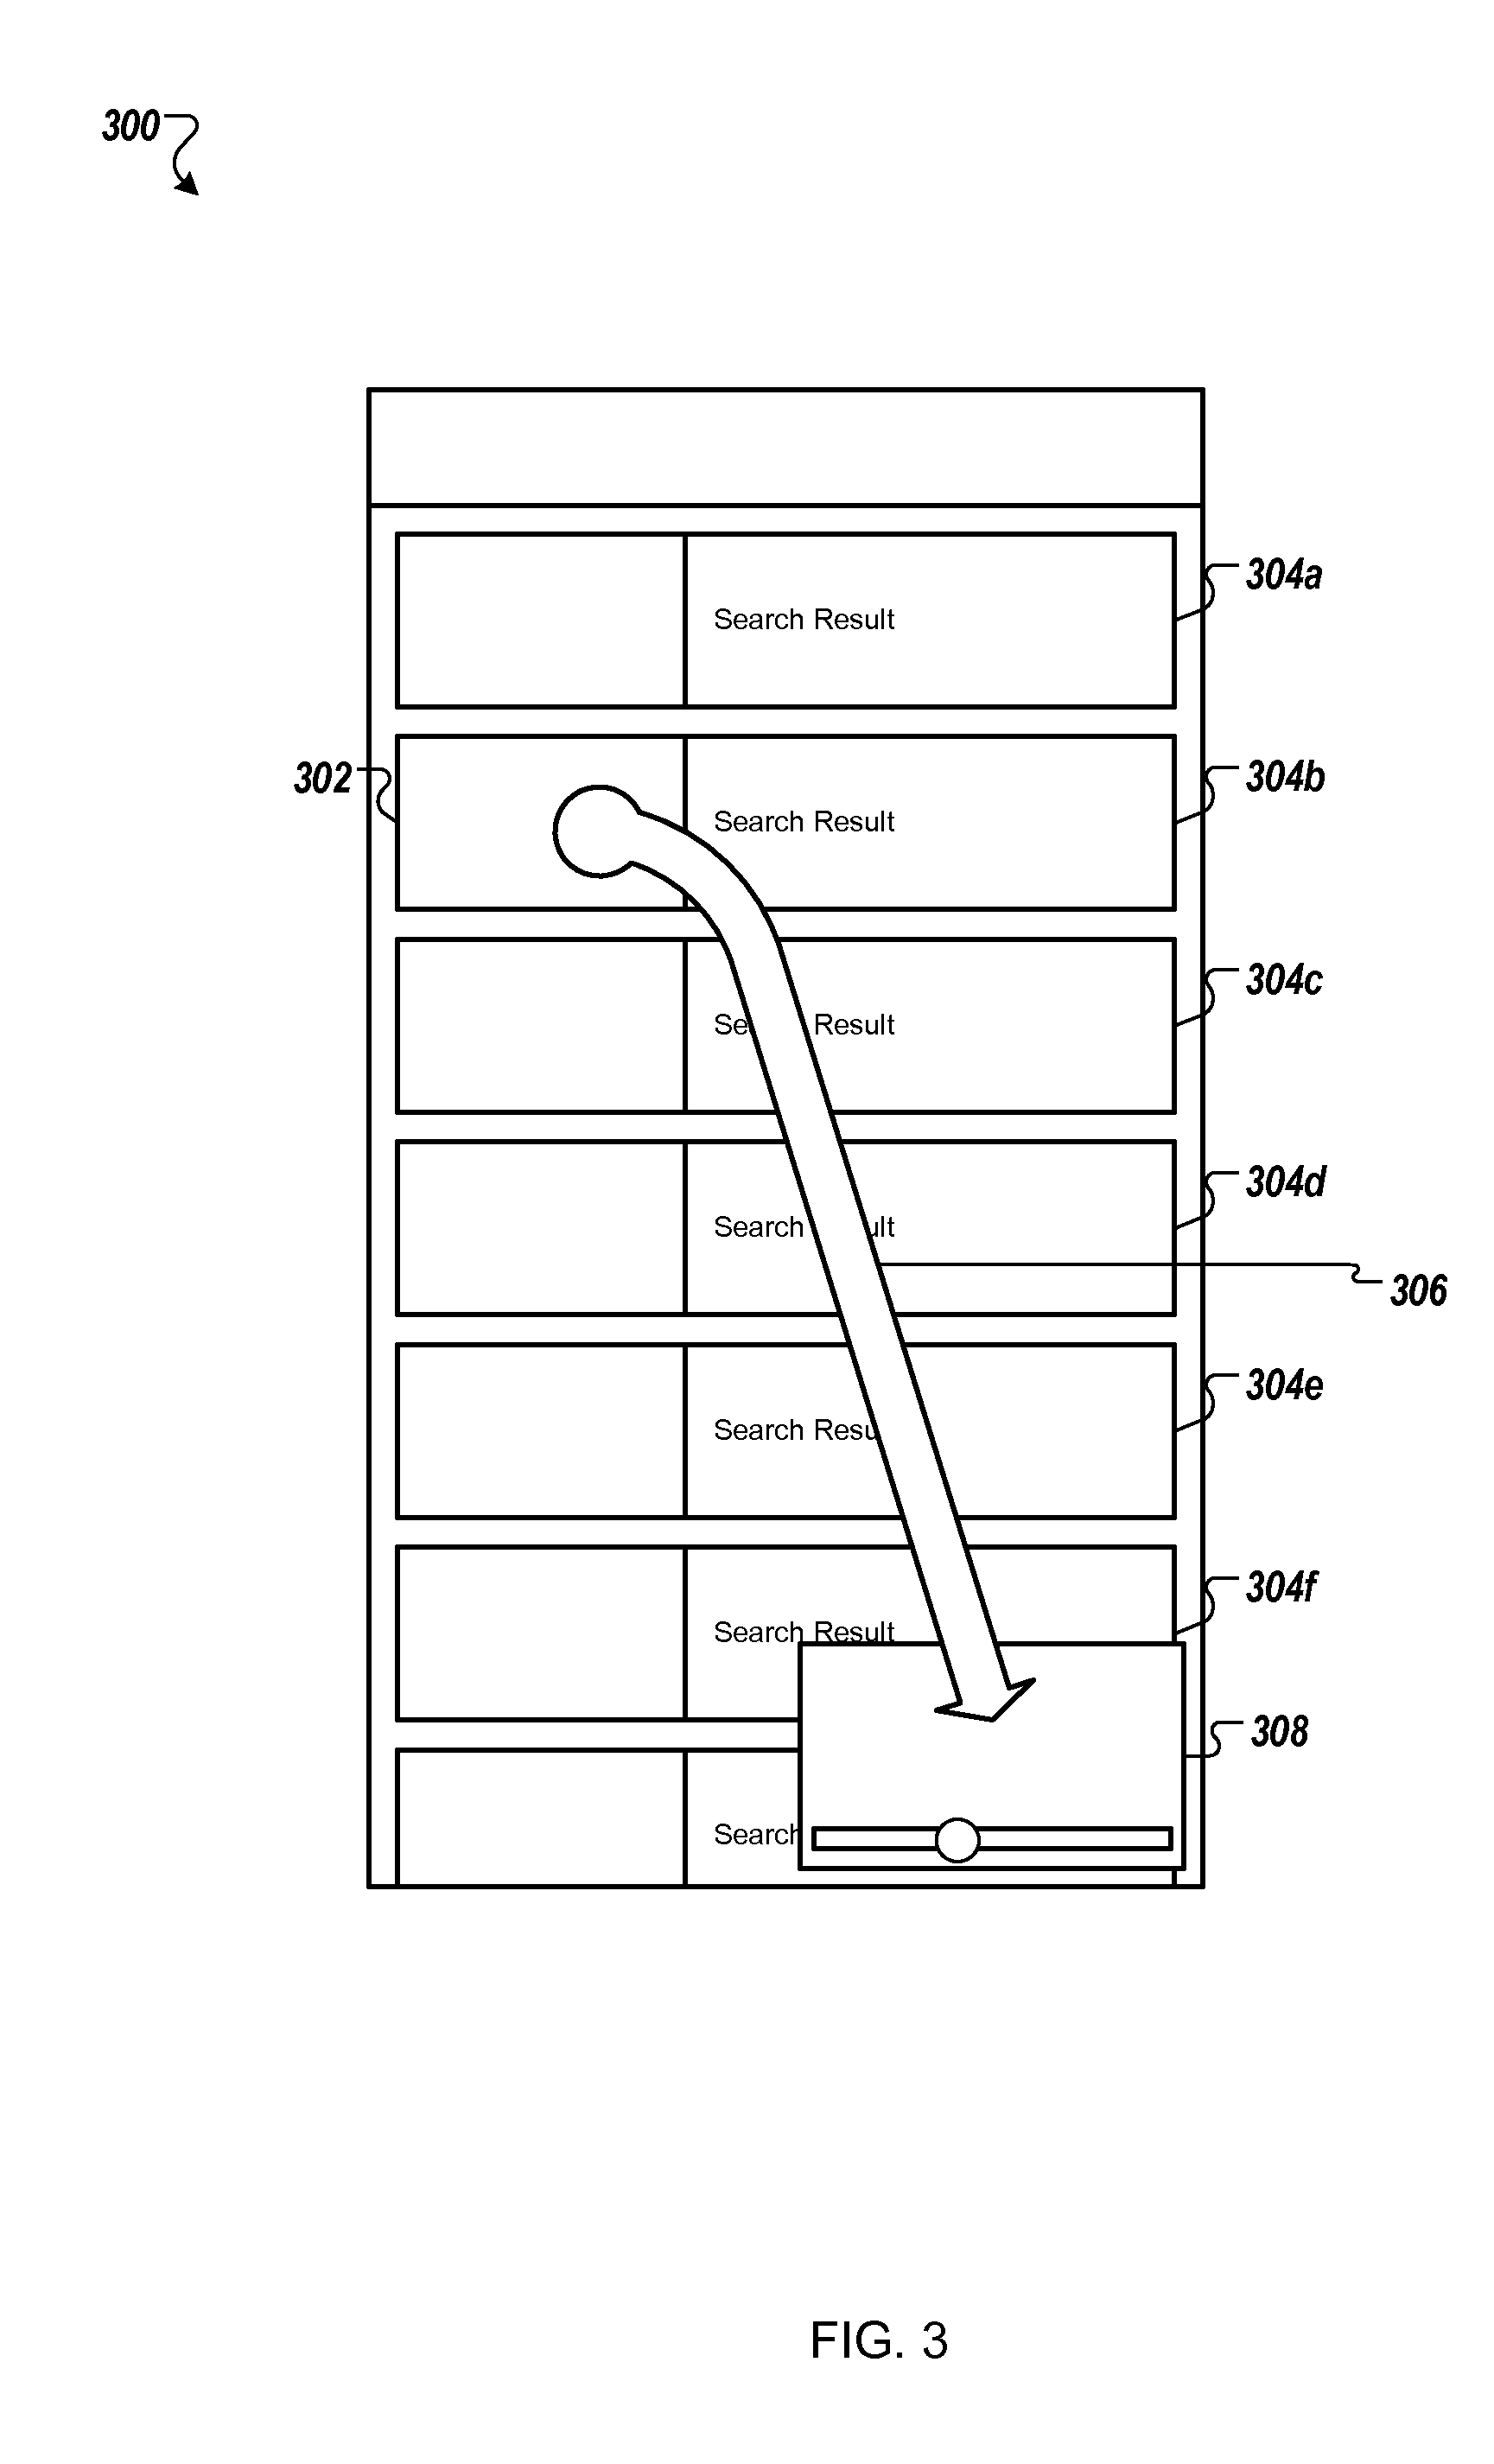 300
Search Result
304a
302
Search Result
304b
Se Result
304c
Search ult
304d
306
Search Resu
304e
Search Result
304f
308
Search
FIG. 3